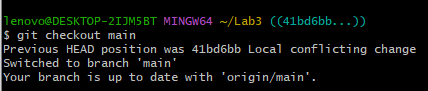 lenovo@DESKTOP-2IJM5BT MINGW64 ~/Lab3 ((41bd6bb...))
$ git checkout main
Previous HEAD position was 41bd6bb Local conflicting change
Switched to branch 'main'
Your branch is up to date with 'origin/main'.